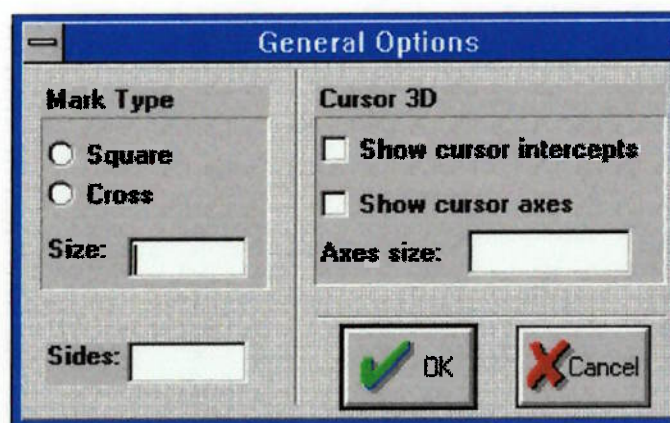 General Options
Mark Type
Square
Cross
Size:
Sides:
Cursor 3D
Show cursor intercepts
Show cursor axes
Axes size:
OK
Cancel